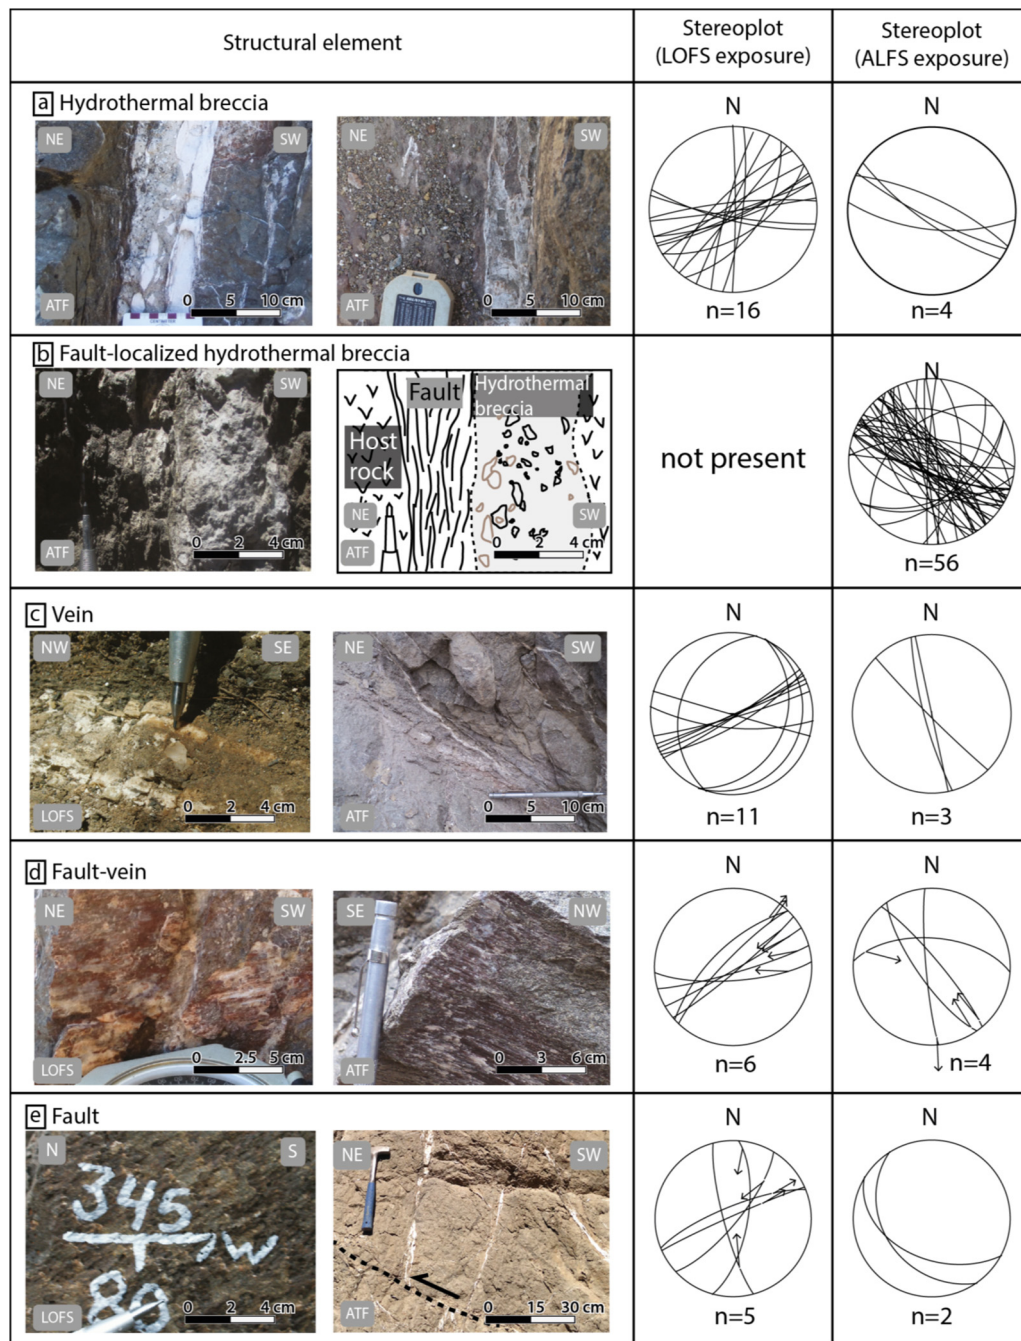 Structural element
Stereoplot
(LOFS exposure)
Stereoplot
(ALFS exposure)
a Hydrothermal breccia
NE
SW
ATF
0 5 10 cm
0 5 10 cm
N
n=16
N
n=4
b Fault-localized hydrothermal breccia
NE
SW
ATF
0 2 4 cm
Fault
Hydrothermal
breccia
Host
rock
NE
SW
ATF
0 2 4 cm
not present
N
n=56
c Vein
NW
SE
LOFS
0 2 4 cm
NE
SW
ATF
0 5 10 cm
N
n=11
N
n=3
d Fault-vein
NE
SW
LOFS
0 2.5 5 cm
SE
NW
ATF
0 3 6 cm
N
n=6
N
n=4
e Fault
N
S
345
W
80
LOFS
0 2 4 cm
NE
SW
ATF
0 15 30 cm
N
n=5
N
n=2